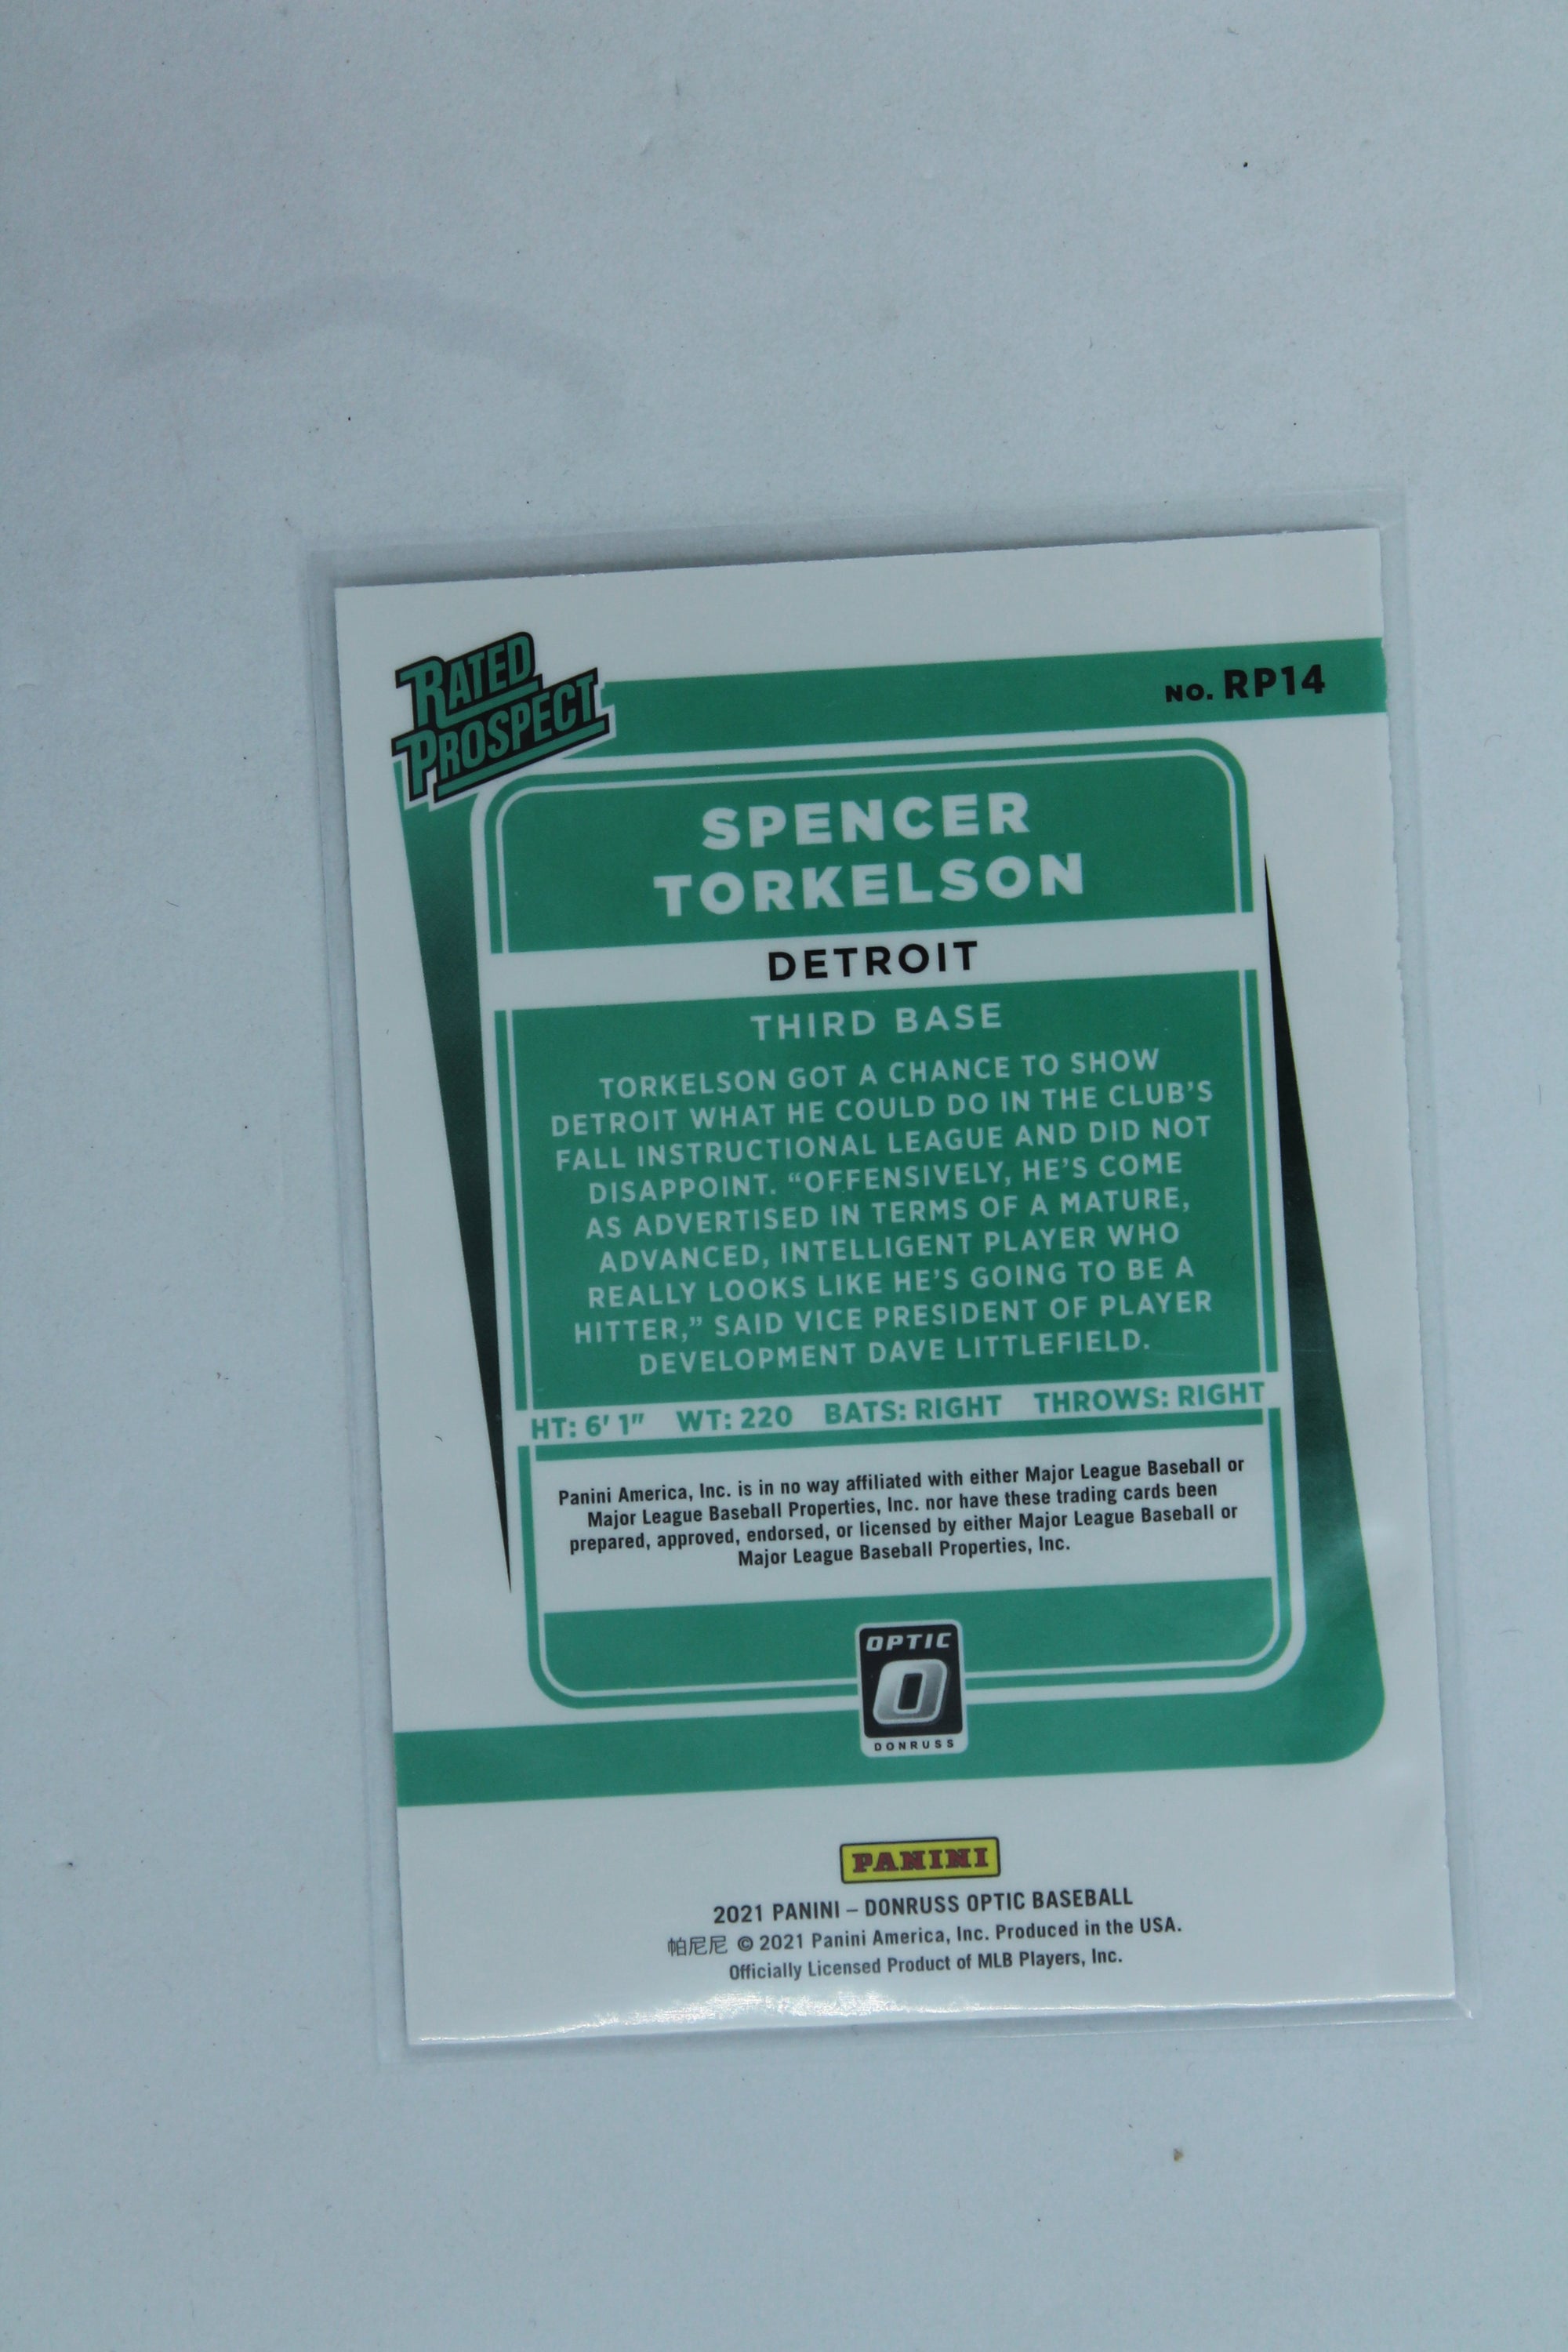 RATED
PROSPECT
NO. RP14
SPENCER
TORKELSON
DETROIT
THIRD BASE
TORKELSON GOT A CHANCE TO SHOW
DETROIT WHAT HE COULD DO IN THE CLUB'S
FALL INSTRUCTIONAL LEAGUE AND DID NOT
DISAPPOINT. “OFFENSIVELY, HE'S COME
AS ADVERTISED IN TERMS OF A MATURE,
ADVANCED, INTELLIGENT PLAYER WHO
REALLY LOOKS LIKE HE'S GOING TO BE A
HITTER,” SAID VICE PRESIDENT OF PLAYER
DEVELOPMENT DAVE LITTLEFIELD.
HT: 6' 1" WT: 220 BATS: RIGHT THROWS: RIGHT
Panini America, Inc. is in no way affiliated with either Major League Baseball or
Major League Baseball Properties, Inc. nor have these trading cards been
prepared, approved, endorsed, or licensed by either Major League Baseball or
Major League Baseball Properties, Inc.
OPTIC
O
DONRUSS
PANINI
2021 PANINI – DONRUSS OPTIC BASEBALL
帕尼尼 © 2021 Panini America, Inc. Produced in the USA.
Officially Licensed Product of MLB Players, Inc.